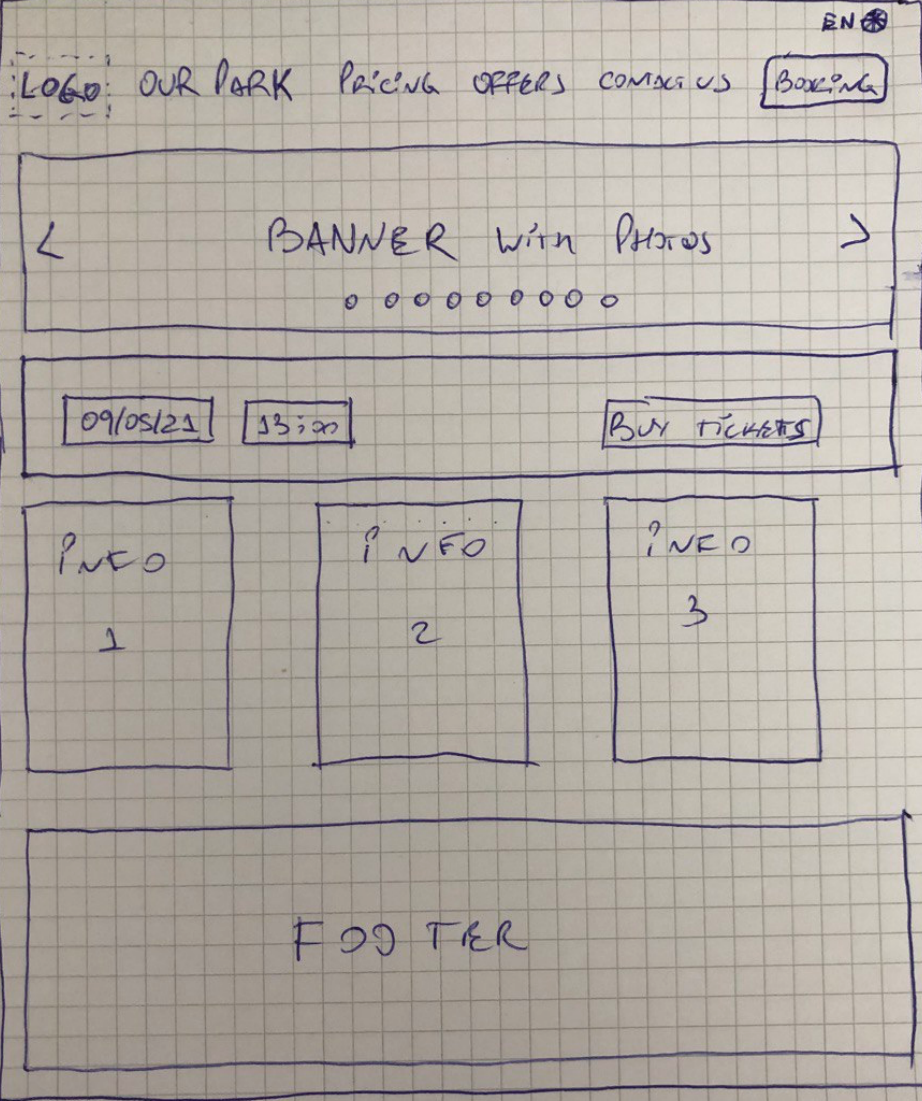 EN
LOGO OUR PARK PRICING OFFERS CONTACT US BOOKING
< BANNER WITH PHOTOS >
09/05/21 13:00 BUY TICKETS
INFO INFO INFO
1 2 3
FOOTER